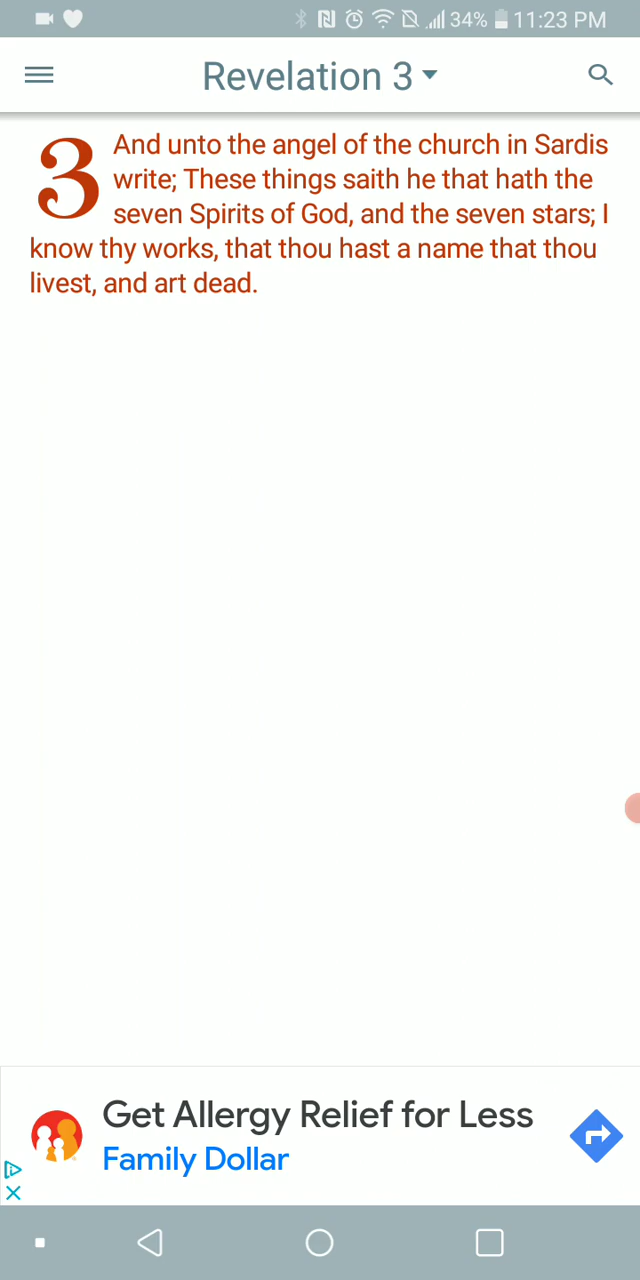 34% 11:23 PM
Revelation 3
3 And unto the angel of the church in Sardis
write; These things saith he that hath the
seven Spirits of God, and the seven stars; I
know thy works, that thou hast a name that thou
livest, and art dead.
Get Allergy Relief for Less
Family Dollar